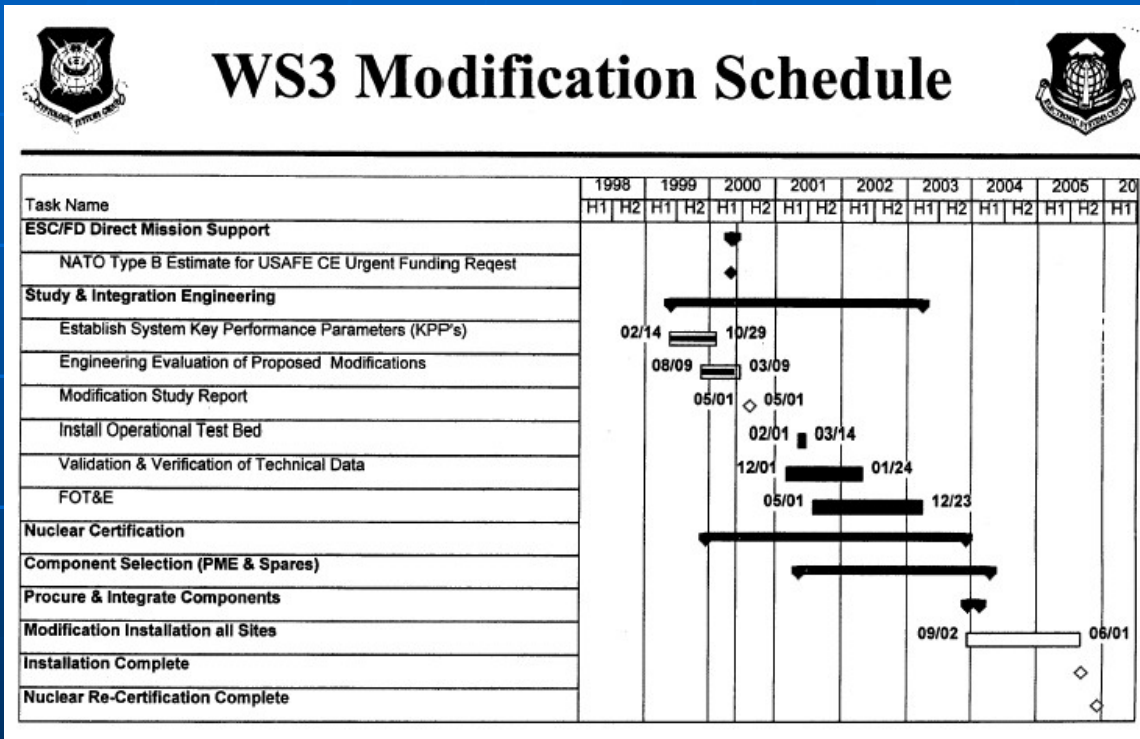 WS3 Modification Schedule
ELECTRONIC SYSTEMS CENTER
1998 1999 2000 2001 2002 2003 2004 2005 20
Task Name
H1 H2 H1 H2 H1 H2 H1 H2 H1 H2 H1 H2 H1 H2 H1 H2 H1
ESC/FD Direct Mission Support
NATO Type B Estimate for USAFE CE Urgent Funding Reqest
Study & Integration Engineering
Establish System Key Performance Parameters (KPP's) 02/14 10/29
Engineering Evaluation of Proposed Modifications 08/09 03/09
Modification Study Report 05/01 05/01
Install Operational Test Bed 02/01 03/14
Validation & Verification of Technical Data 12/01 01/24
FOT&E 05/01 12/23
Nuclear Certification
Component Selection (PME & Spares)
Procure & Integrate Components
Modification Installation all Sites 09/02 06/01
Installation Complete
Nuclear Re-Certification Complete